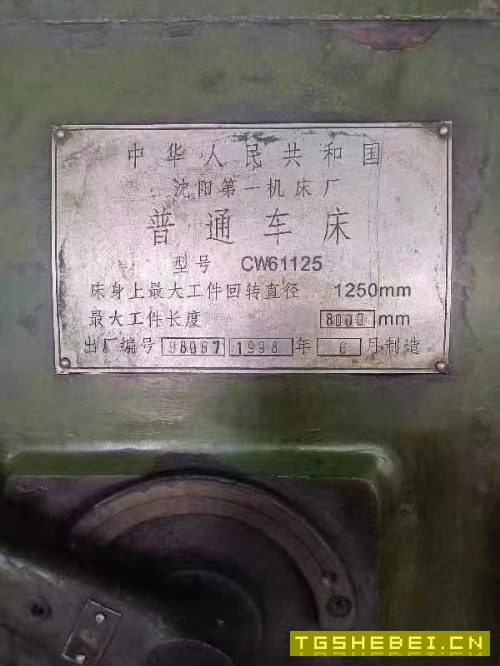 中华人民共和国
沈阳第一机床厂
普通车床
型号 CW61125
床身上最大工件回转直径 1250mm
最大工件长度 8000 mm
出厂编号 98067 1998 年 6 月制造
TGSHEBEI.CN